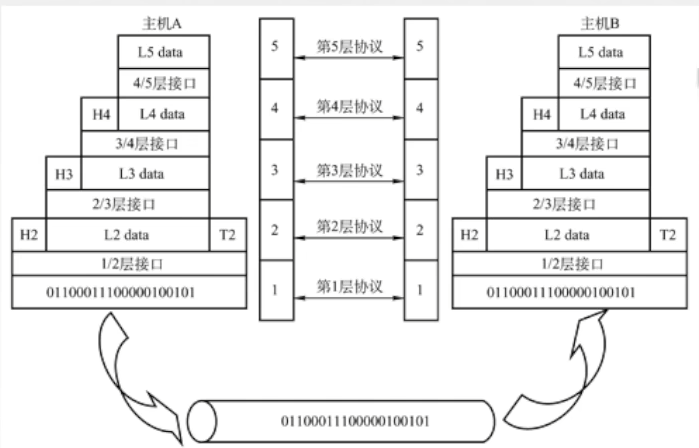 主机A
L5 data
4/5层接口
H4 L4 data
3/4层接口
H3 L3 data
2/3层接口
H2 L2 data T2
1/2层接口
01100011100000100101
5 第5层协议 5
4 第4层协议 4
3 第3层协议 3
2 第2层协议 2
1 第1层协议 1
主机B
L5 data
4/5层接口
H4 L4 data
3/4层接口
H3 L3 data
2/3层接口
H2 L2 data T2
1/2层接口
01100011100000100101
01100011100000100101